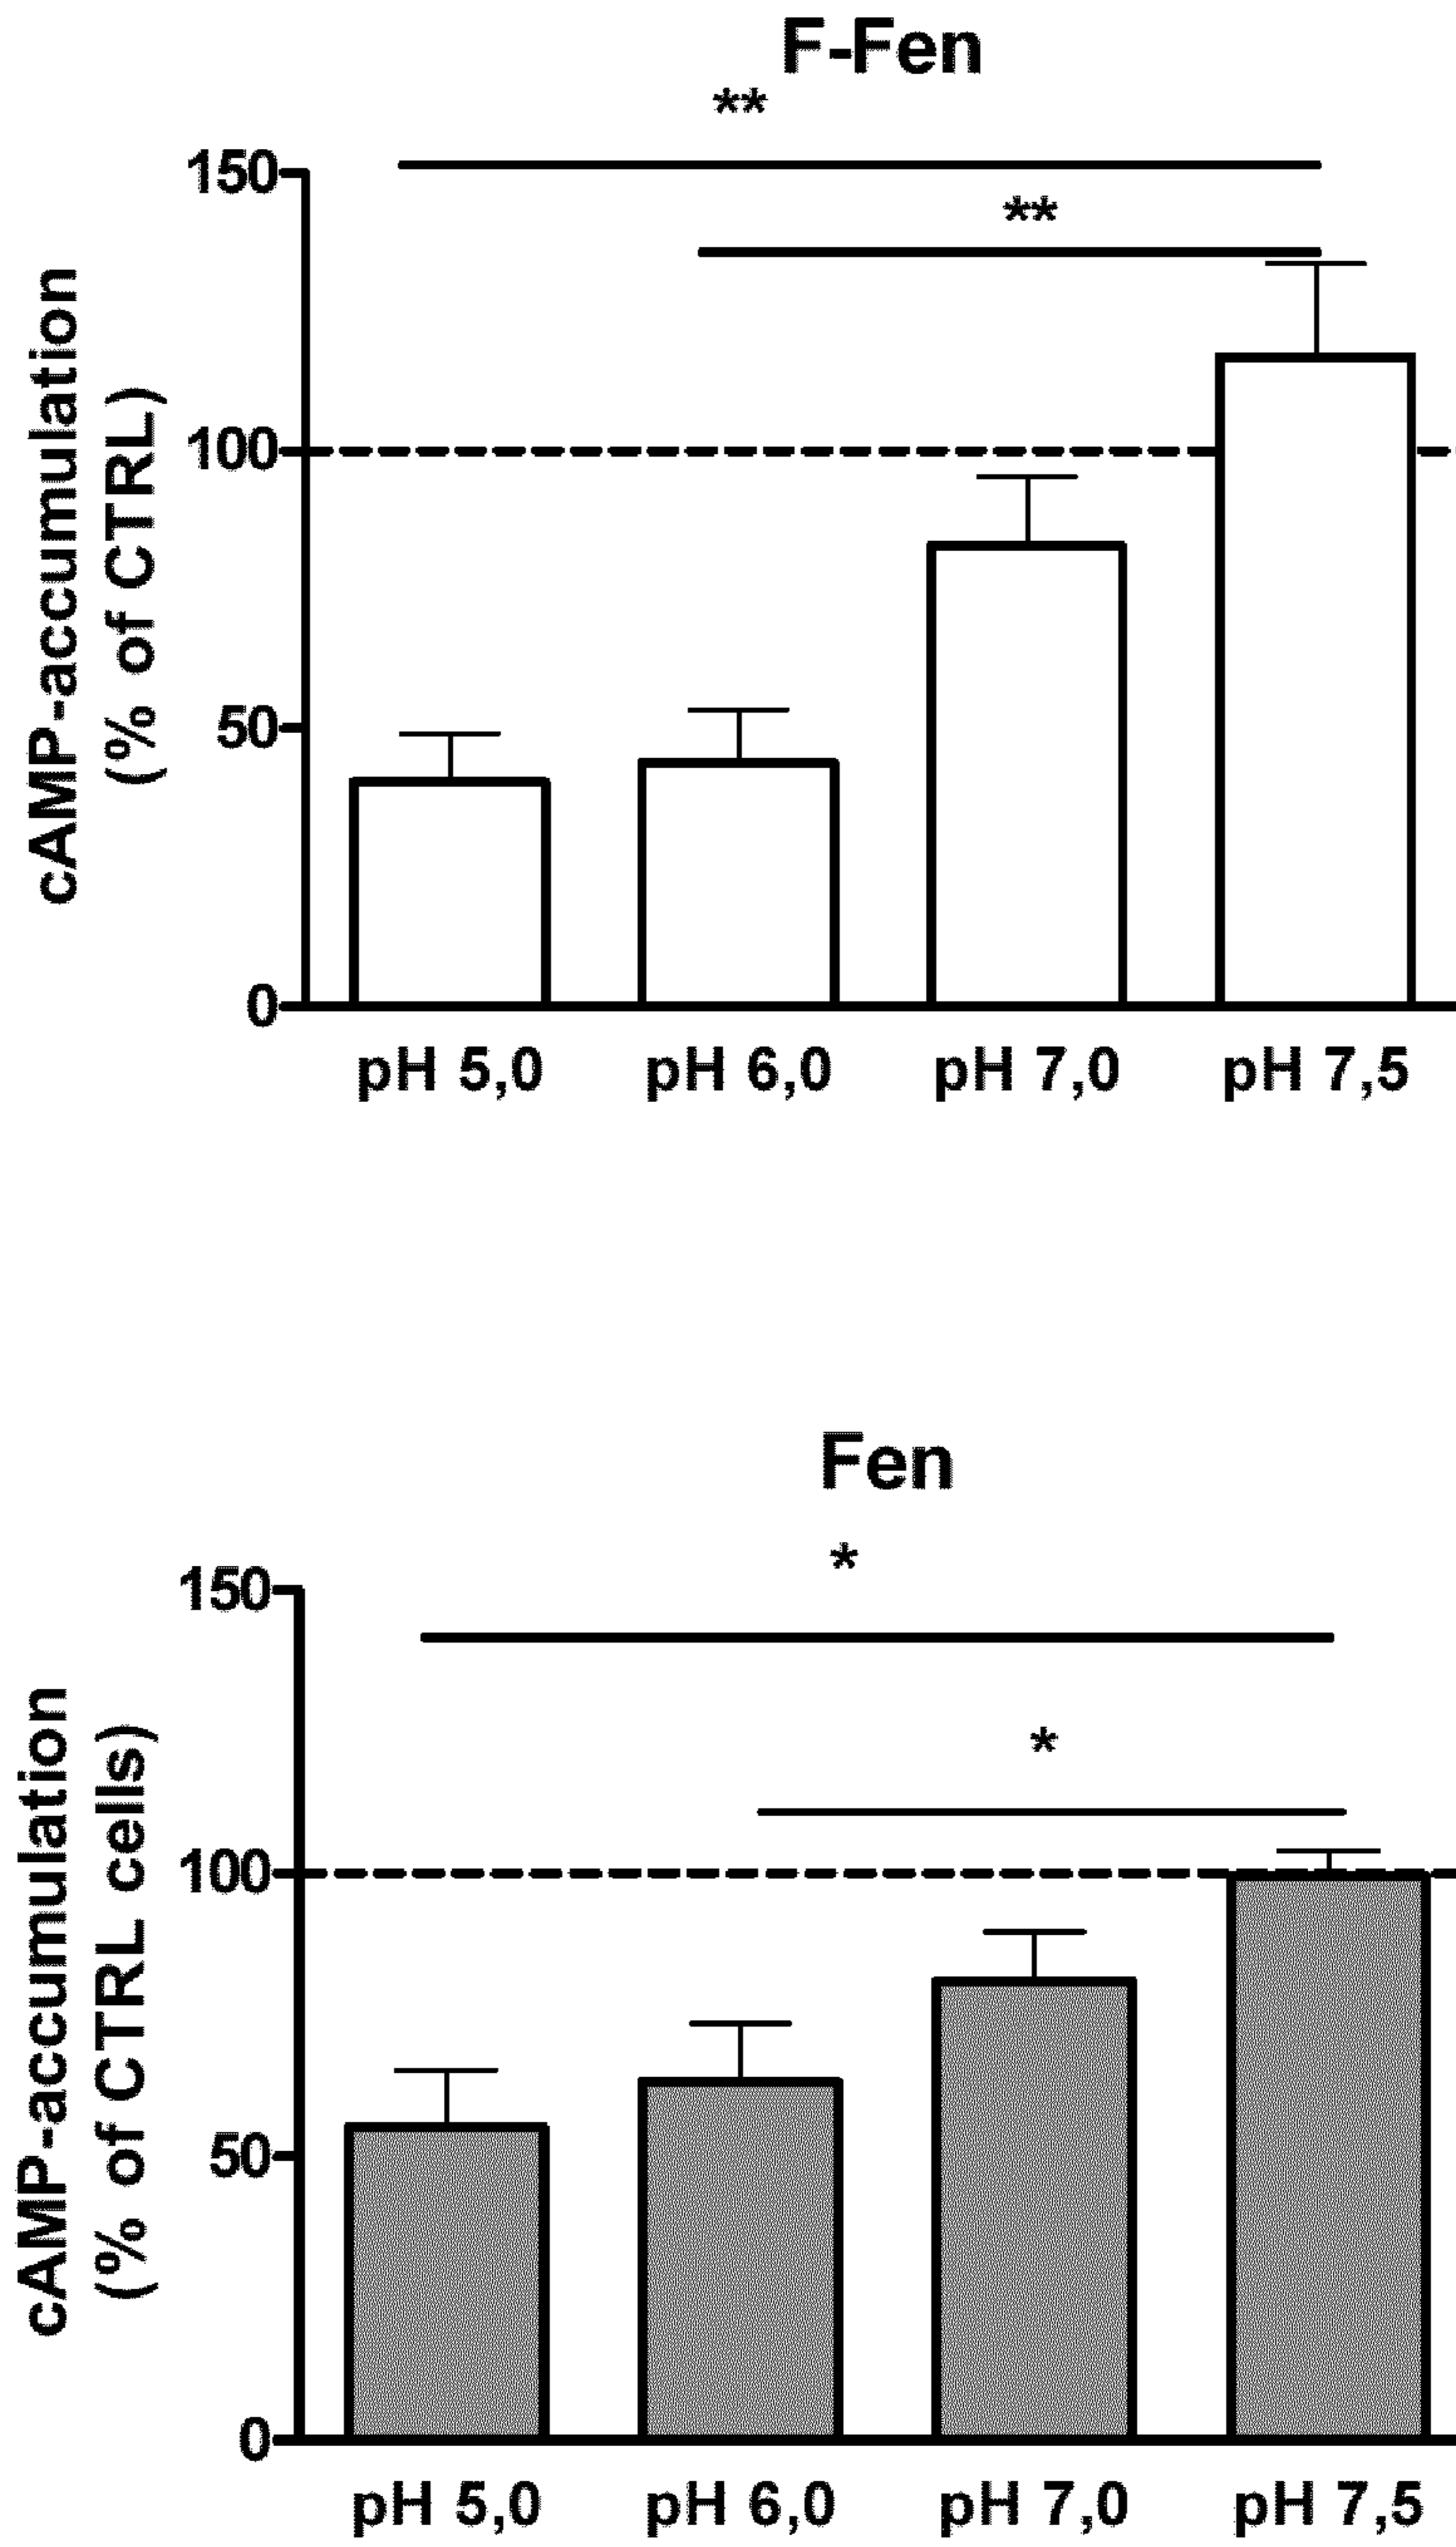 F-Fen
**
150
**
100
50
0
cAMP-accumulation
(% of CTRL)
pH 5,0 pH 6,0 pH 7,0 pH 7,5
Fen
*
150
*
100
50
0
cAMP-accumulation
(% of CTRL cells)
pH 5,0 pH 6,0 pH 7,0 pH 7,5